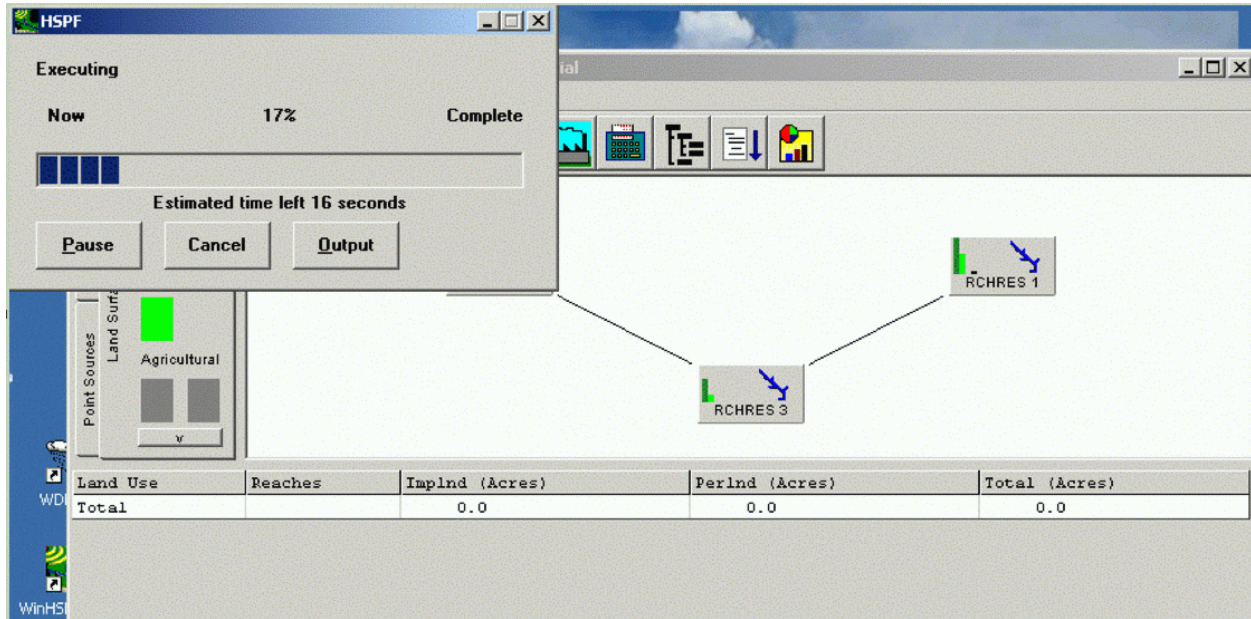 HSPF
Executing
Now 17% Complete
Estimated time left 16 seconds
Pause Cancel Output
ial
RCHRES 1
RCHRES 3
Point Sources
Land Surfa
Agricultural
v
Land Use Reaches Implnd (Acres) Perlnd (Acres) Total (Acres)
Total 0.0 0.0 0.0
WD
WinHS